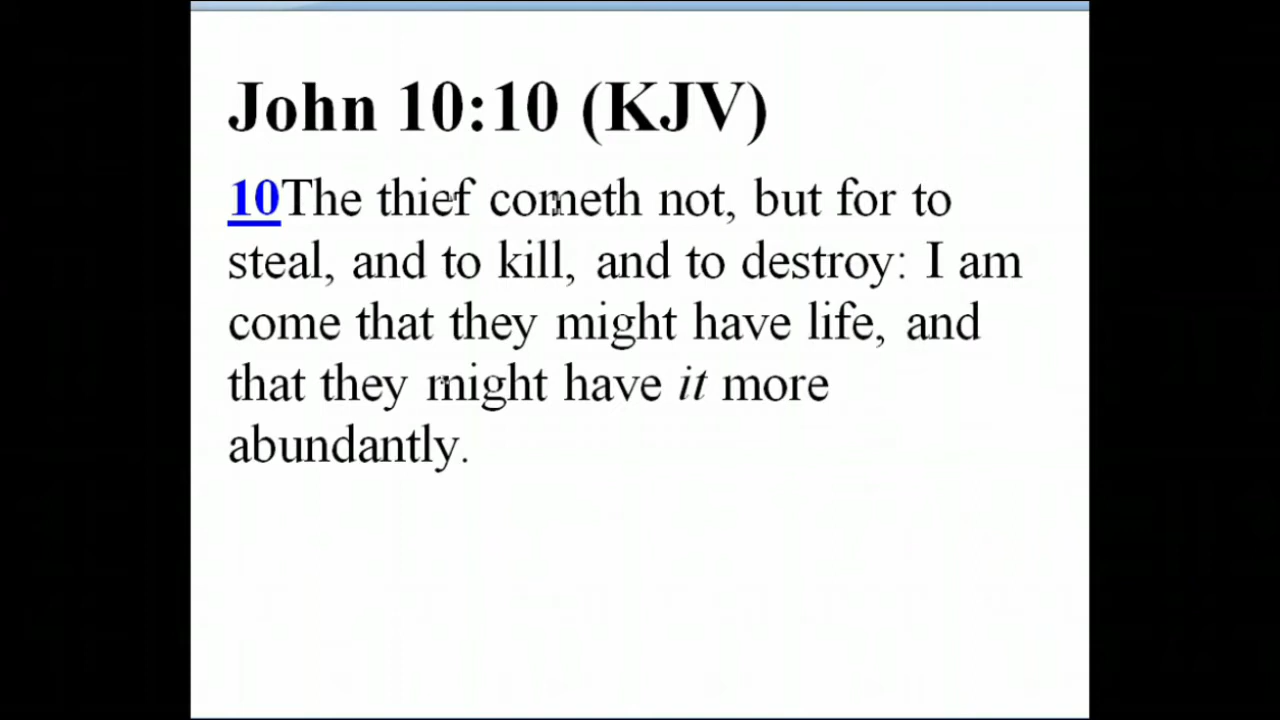 John 10:10 (KJV)
10The thief cometh not, but for to
steal, and to kill, and to destroy: I am
come that they might have life, and
that they might have it more
abundantly.